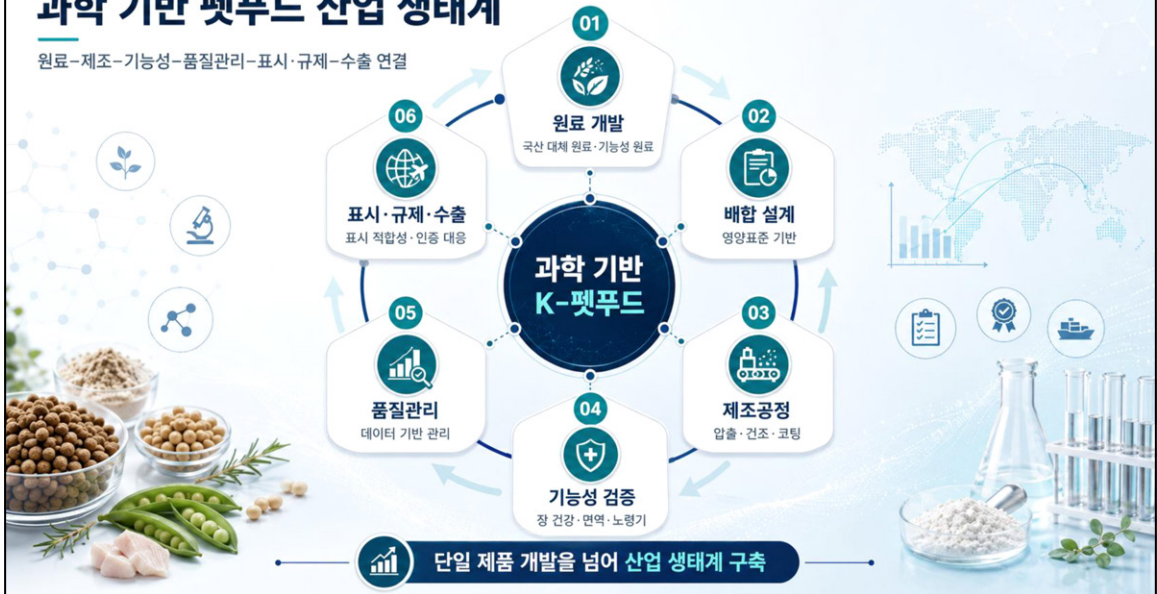 과학 기반 펫푸드 산업 생태계
원료–제조–기능성–품질관리–표시·규제–수출 연결
01
원료 개발
국산 대체 원료·기능성 원료
02
배합 설계
영양표준 기반
03
제조공정
압출·건조·코팅
04
기능성 검증
장 건강·면역·노령기
05
품질관리
데이터 기반 관리
06
표시·규제·수출
표시 적합성·인증 대응
과학 기반
K-펫푸드
단일 제품 개발을 넘어 산업 생태계 구축